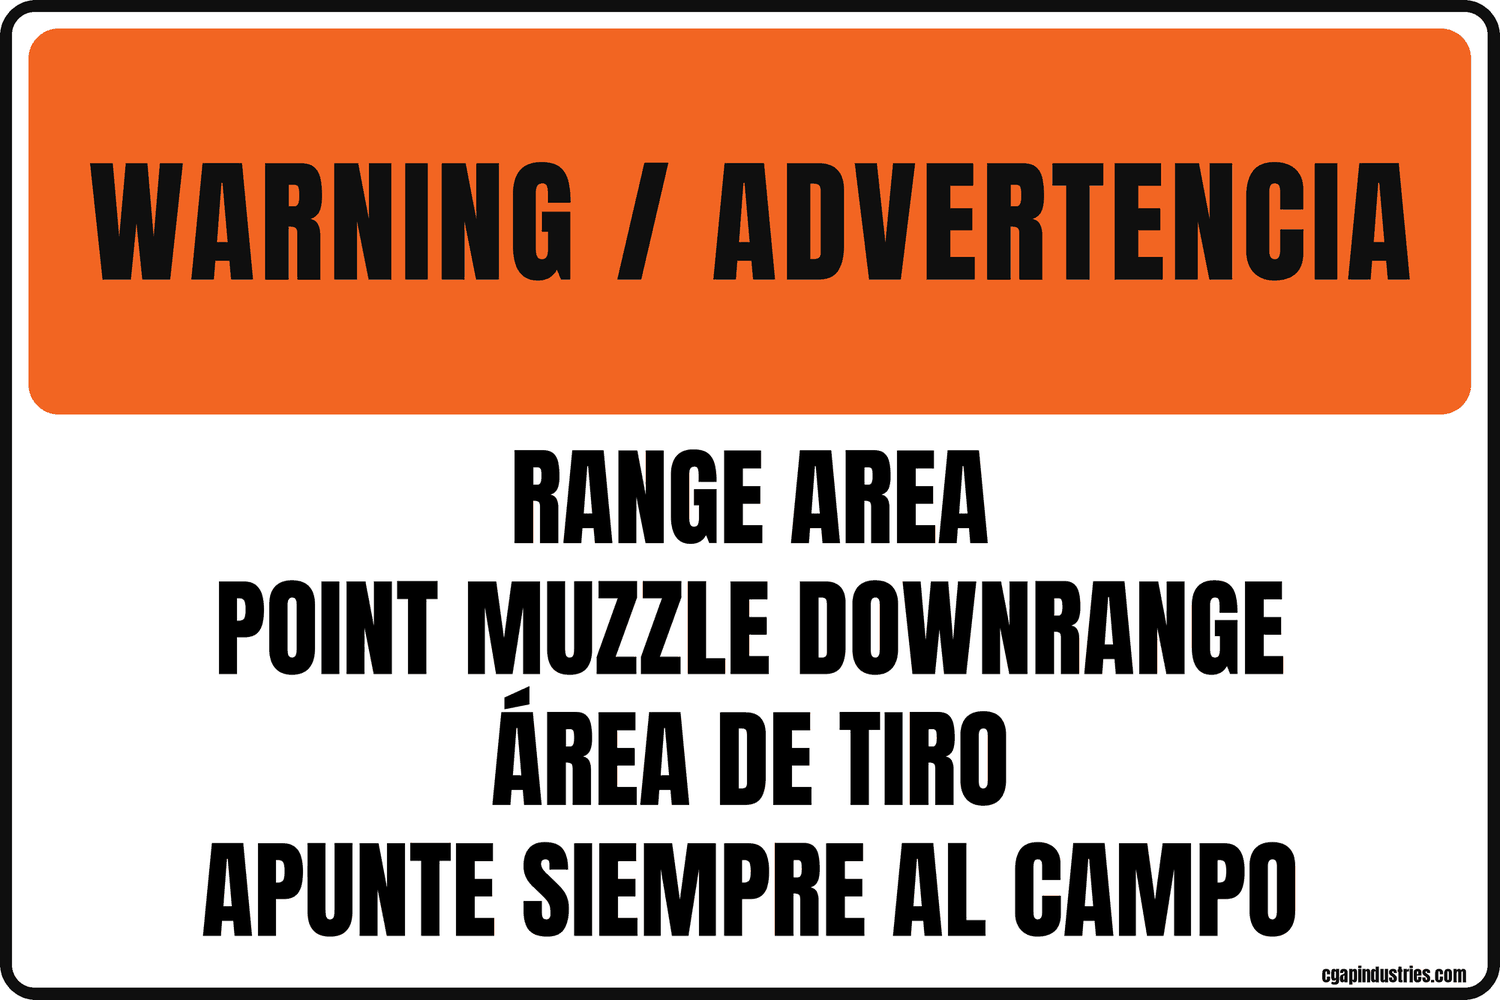 WARNING / ADVERTENCIA
RANGE AREA
POINT MUZZLE DOWNRANGE
ÁREA DE TIRO
APUNTE SIEMPRE AL CAMPO
cgapindustries.com